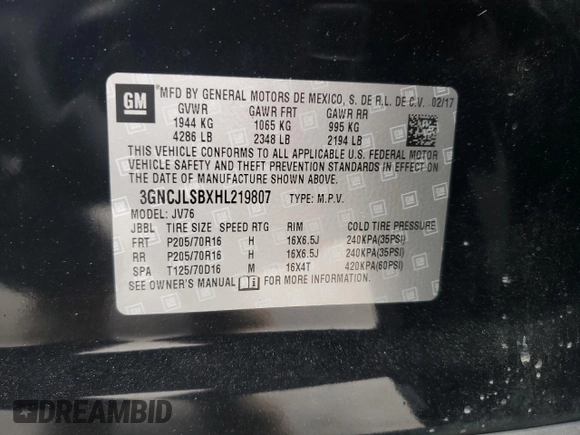 GM
*MFD BY GENERAL MOTORS DE MEXICO, S. DE R.L. DE C.V. 02/17
GVWR GAWR FRT GAWR RR
1944 KG 1065 KG 995 KG
4286 LB 2348 LB 2194 LB
THIS VEHICLE CONFORMS TO ALL APPLICABLE U.S. FEDERAL MOTOR
VEHICLE SAFETY AND THEFT PREVENTION STANDARDS IN EFFECT ON
THE DATE OF MANUFACTURE SHOWN ABOVE.
3GNCJLSBXHL219807 TYPE: M.P.V.
MODEL: JV76
JBBL TIRE SIZE SPEED RTG RIM COLD TIRE PRESSURE
FRT P205/70R16 H 16X6.5J 240KPA(35PSI)
RR P205/70R16 H 16X6.5J 240KPA(35PSI)
SPA T125/70D16 M 16X4T 420KPA(60PSI)
SEE OWNER'S MANUAL FOR MORE INFORMATION.
DREAMBID